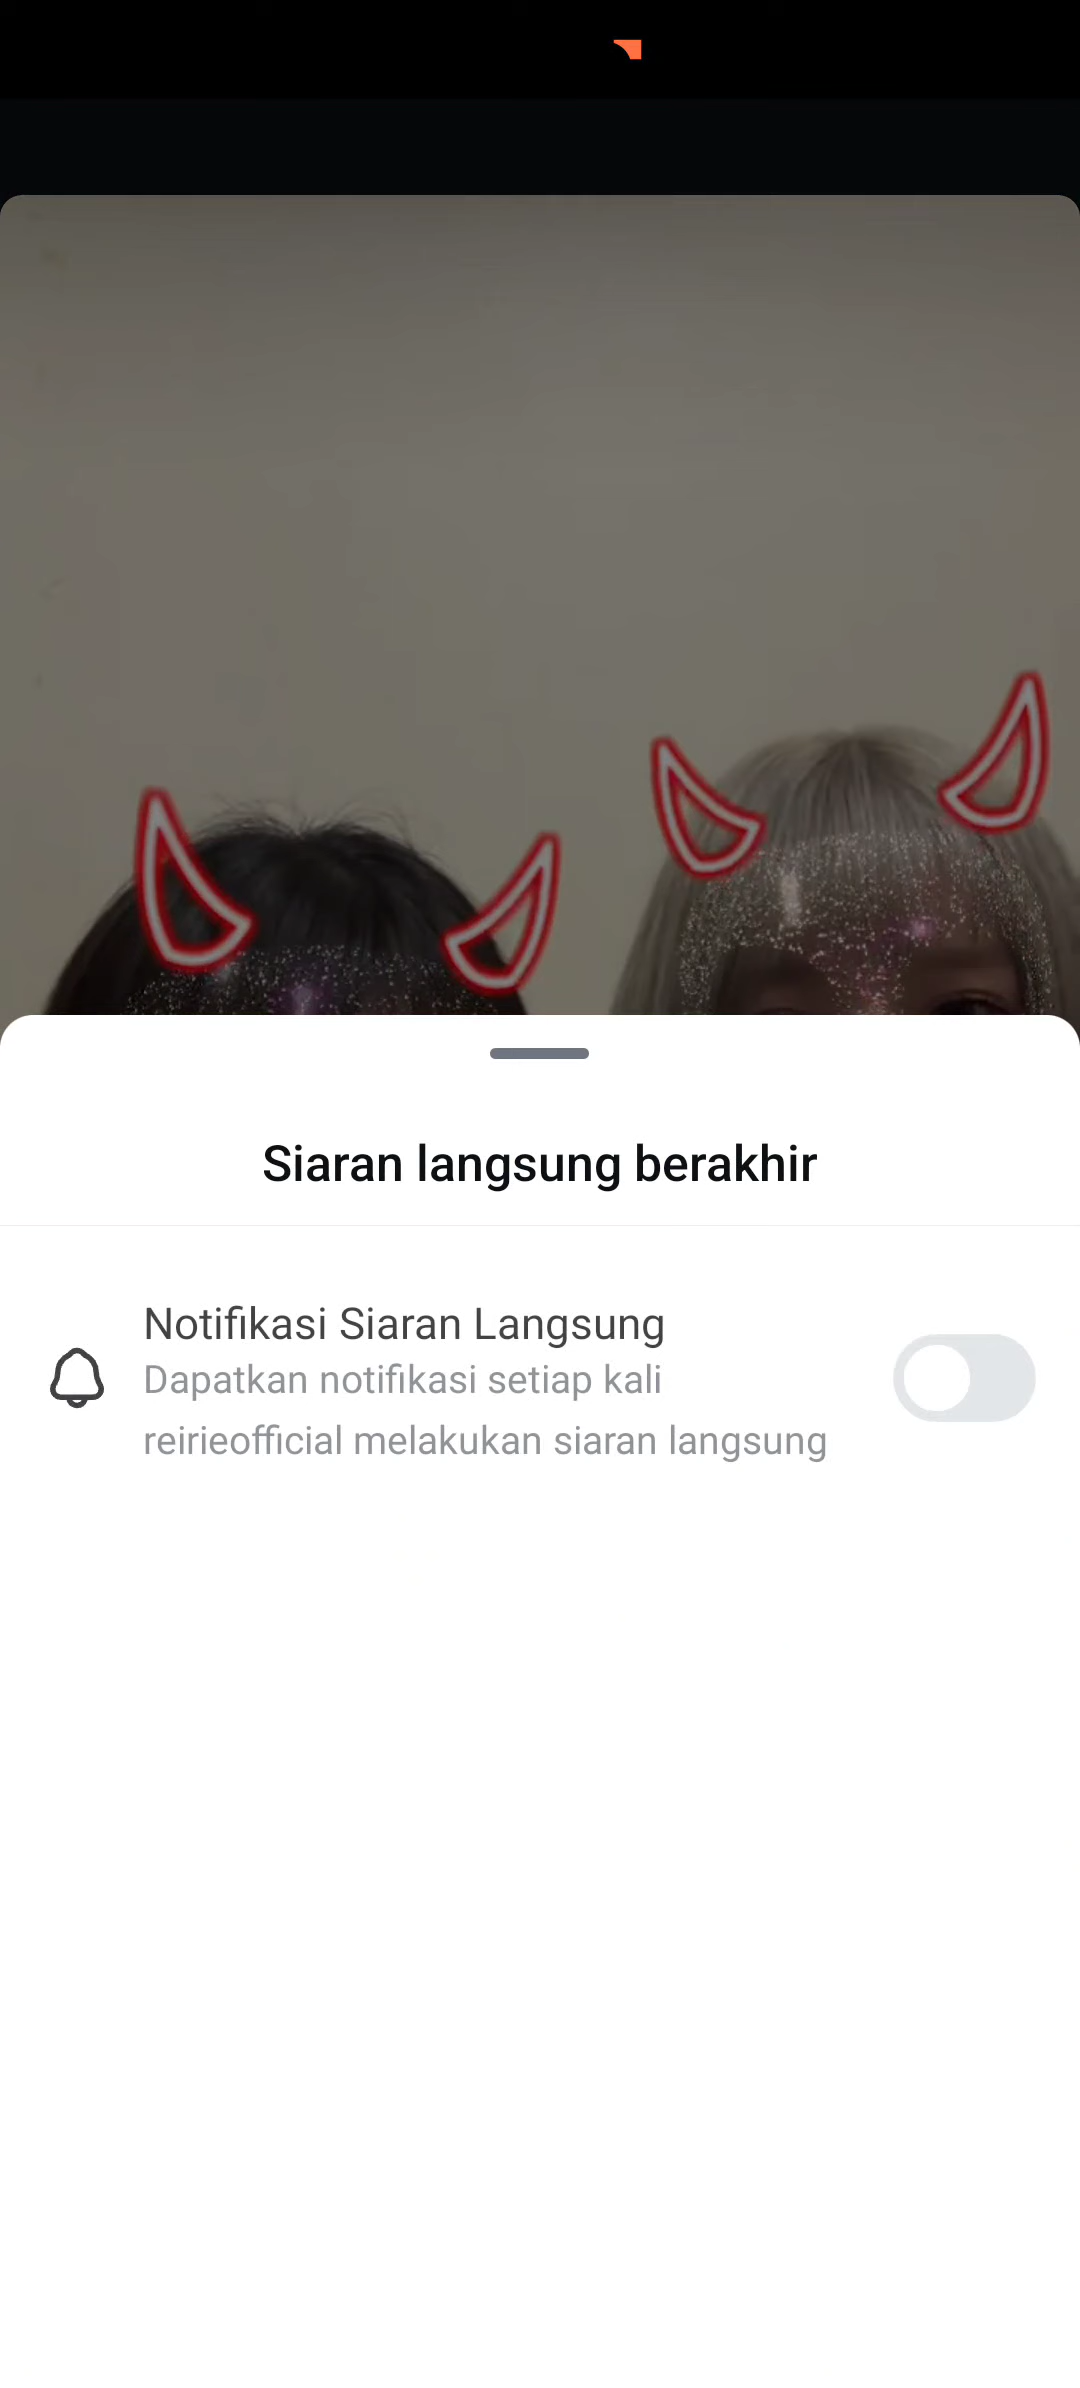 Siaran langsung berakhir
Notifikasi Siaran Langsung
Dapatkan notifikasi setiap kali
reirieofficial melakukan siaran langsung